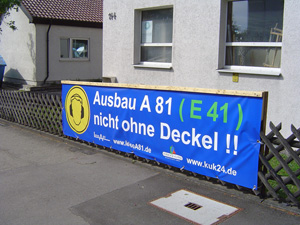 Ausbau A 81 ( E 41 )
nicht ohne Deckel !!
www.kuk24.de